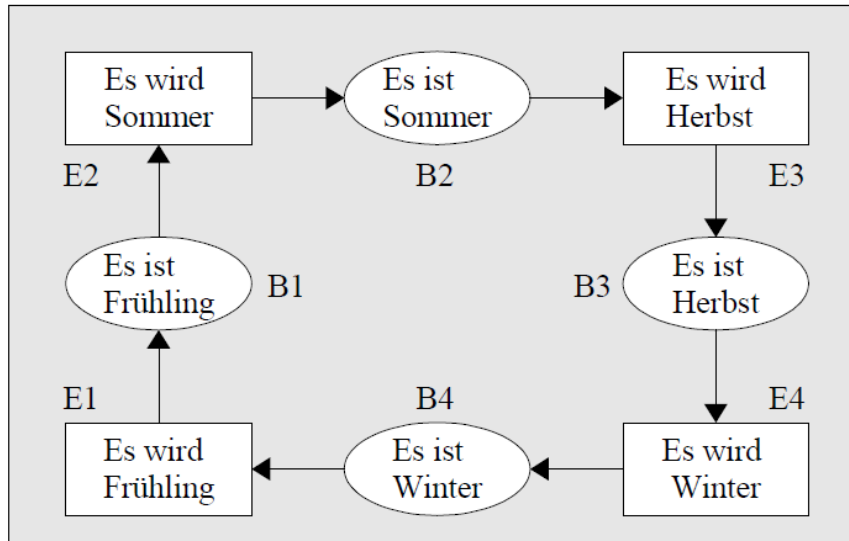 Es wird
Sommer
Es ist
Sommer
Es wird
Herbst
E2
B2
E3
Es ist
Frühling
B1
B3
Es ist
Herbst
E1
B4
E4
Es wird
Frühling
Es ist
Winter
Es wird
Winter